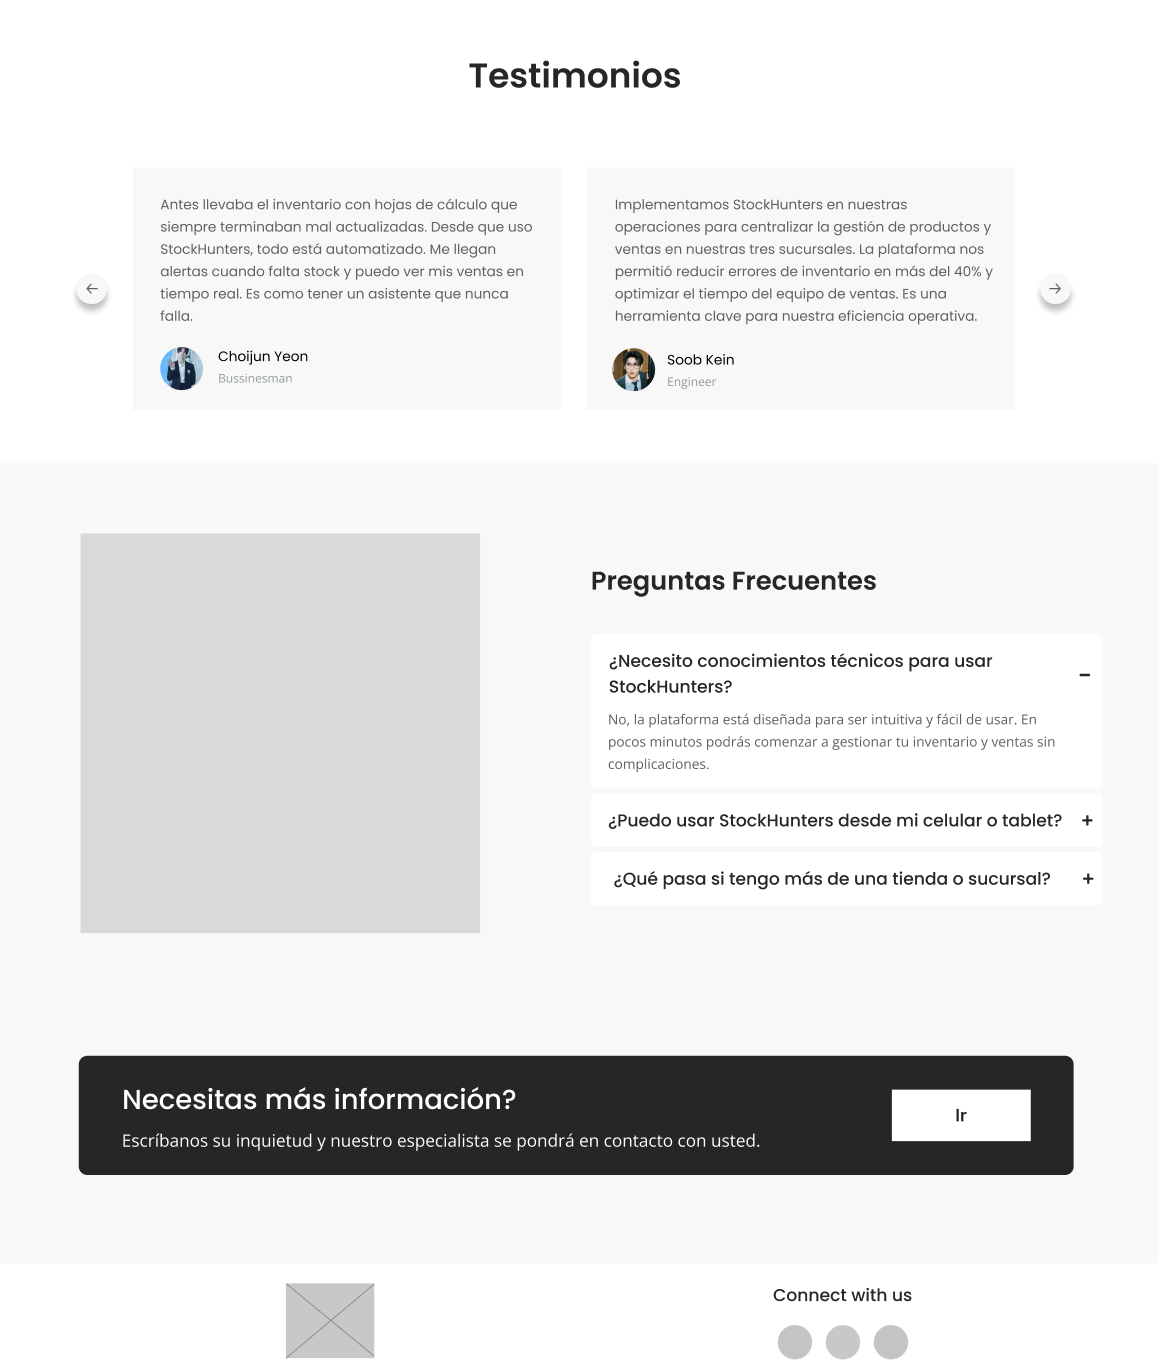 Testimonios
Antes llevaba el inventario con hojas de cálculo que
siempre terminaban mal actualizadas. Desde que uso
StockHunters, todo está automatizado. Me llegan
alertas cuando falta stock y puedo ver mis ventas en
tiempo real. Es como tener un asistente que nunca
falla.
Choijun Yeon
Bussinesman
Implementamos StockHunters en nuestras
operaciones para centralizar la gestión de productos y
ventas en nuestras tres sucursales. La plataforma nos
permitió reducir errores de inventario en más del 40% y
optimizar el tiempo del equipo de ventas. Es una
herramienta clave para nuestra eficiencia operativa.
Soob Kein
Engineer
Preguntas Frecuentes
¿Necesito conocimientos técnicos para usar
StockHunters?
No, la plataforma está diseñada para ser intuitiva y fácil de usar. En
pocos minutos podrás comenzar a gestionar tu inventario y ventas sin
complicaciones.
¿Puedo usar StockHunters desde mi celular o tablet?
¿Qué pasa si tengo más de una tienda o sucursal?
Necesitas más información?
Escríbanos su inquietud y nuestro especialista se pondrá en contacto con usted.
Ir
Connect with us